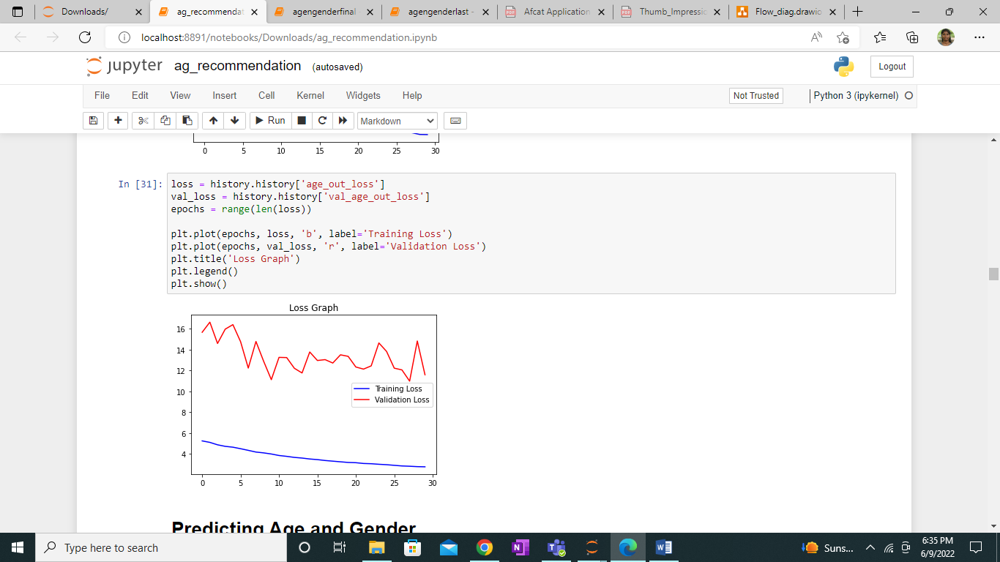 Downloads/
ag_recommendat
agengenderfinal
agengenderlast -
Afcat Application
Thumb_Impressic
Flow_diag.drawio
localhost:8891/notebooks/Downloads/ag_recommendation.ipynb
jupyter ag_recommendation (autosaved)
Logout
File Edit View Insert Cell Kernel Widgets Help
Not Trusted
Python 3 (ipykernel)
Run
Markdown
0 5 10 15 20 25 30
In [31]:
loss = history.history['age_out_loss']
val_loss = history.history['val_age_out_loss']
epochs = range(len(loss))
plt.plot(epochs, loss, 'b', label='Training Loss')
plt.plot(epochs, val_loss, 'r', label='Validation Loss')
plt.title('Loss Graph')
plt.legend()
plt.show()
Loss Graph
16
14
12
10
8
6
4
Training Loss
Validation Loss
0 5 10 15 20 25 30
Predicting Age and Gender
Type here to search
Suns...
6:35 PM
6/9/2022